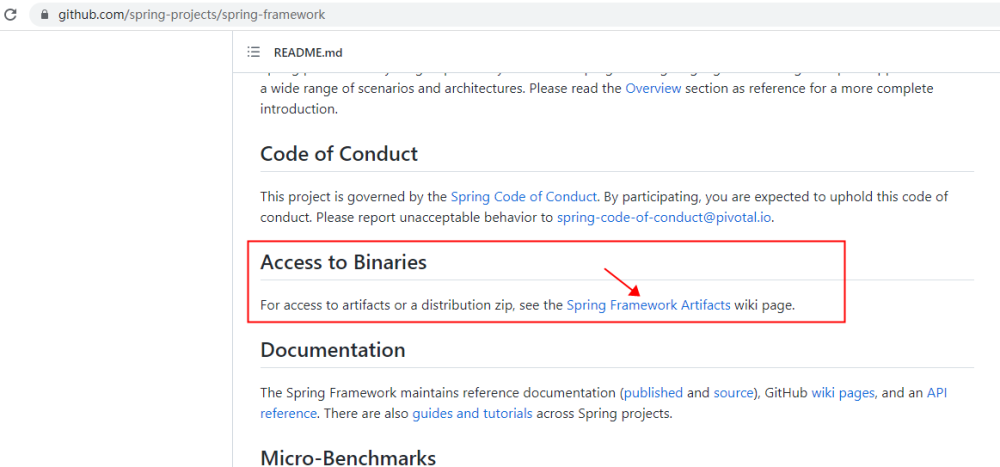 github.com/spring-projects/spring-framework
README.md
a wide range of scenarios and architectures. Please read the Overview section as reference for a more complete
introduction.
Code of Conduct
This project is governed by the Spring Code of Conduct. By participating, you are expected to uphold this code of
conduct. Please report unacceptable behavior to spring-code-of-conduct@pivotal.io.
Access to Binaries
For access to artifacts or a distribution zip, see the Spring Framework Artifacts wiki page.
Documentation
The Spring Framework maintains reference documentation (published and source), GitHub wiki pages, and an API
reference. There are also guides and tutorials across Spring projects.
Micro-Benchmarks